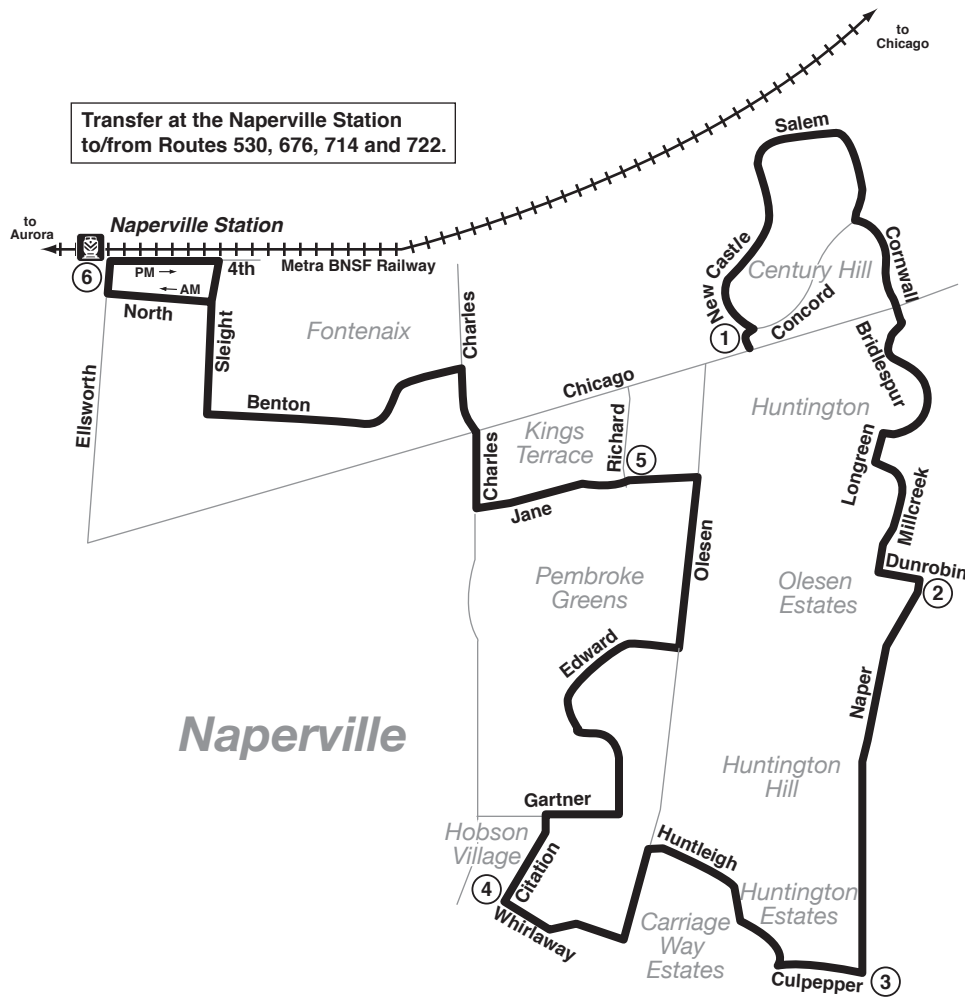 to
Chicago
Transfer at the Naperville Station
to/from Routes 530, 676, 714 and 722.
Salem
to
Aurora
Naperville Station
6
PM
AM
4th
Metra BNSF Railway
North
Sleight
Fontenaix
Charles
New Castle
Century Hill
Cornwall
Concord
1
Bridlespur
Ellsworth
Benton
Chicago
Huntington
Kings
Terrace
Richard
5
Charles
Longreen
Jane
Millcreek
Olesen
Dunrobin
2
Pembroke
Greens
Olesen
Estates
Edward
Naper
Naperville
Huntington
Hill
Gartner
Hobson
Village
Citation
Huntleigh
4
Whirlaway
Huntington
Estates
Carriage
Way
Estates
Culpepper
3